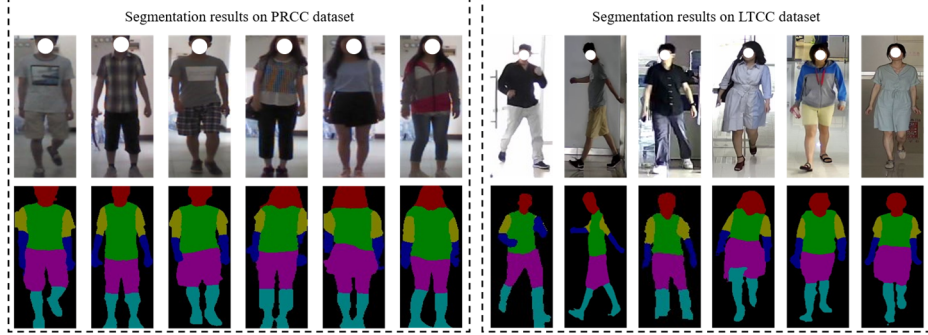 Segmentation results on PRCC dataset
Segmentation results on LTCC dataset